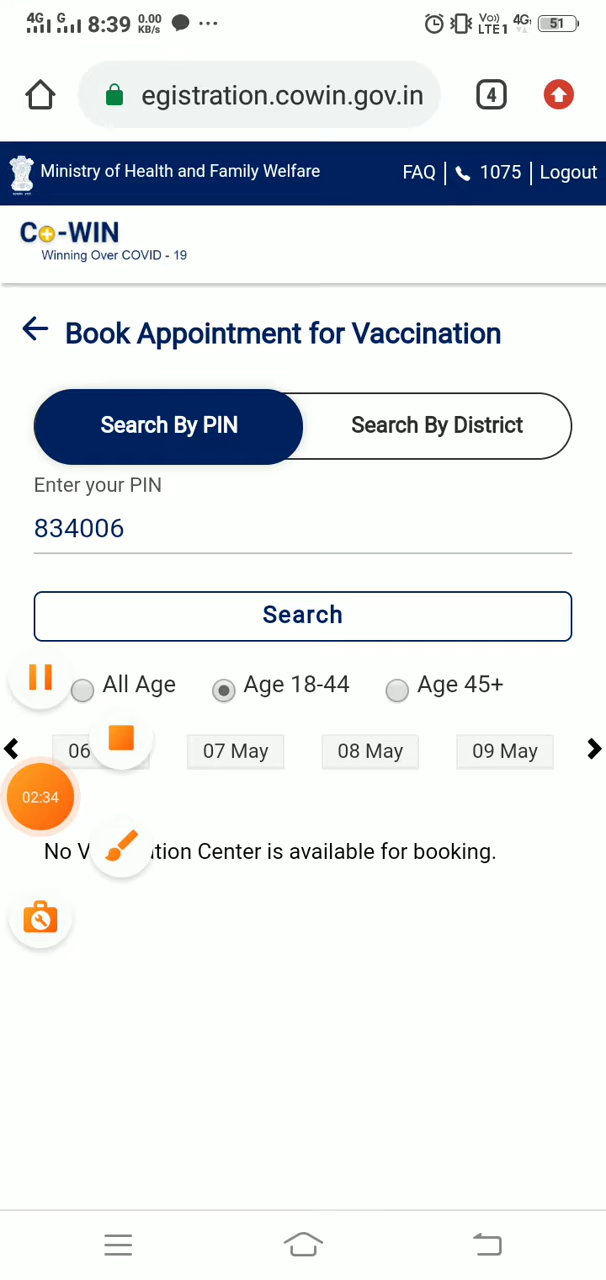 4G G 8:39 0.00 KB/s ... Vo)) LTE1 4G 51
egistration.cowin.gov.in 4
Ministry of Health and Family Welfare FAQ | 1075 | Logout
Co-WIN
Winning Over COVID - 19
Book Appointment for Vaccination
Search By PIN Search By District
Enter your PIN
834006
Search
All Age Age 18-44 Age 45+
06 07 May 08 May 09 May
02:34
No V tion Center is available for booking.